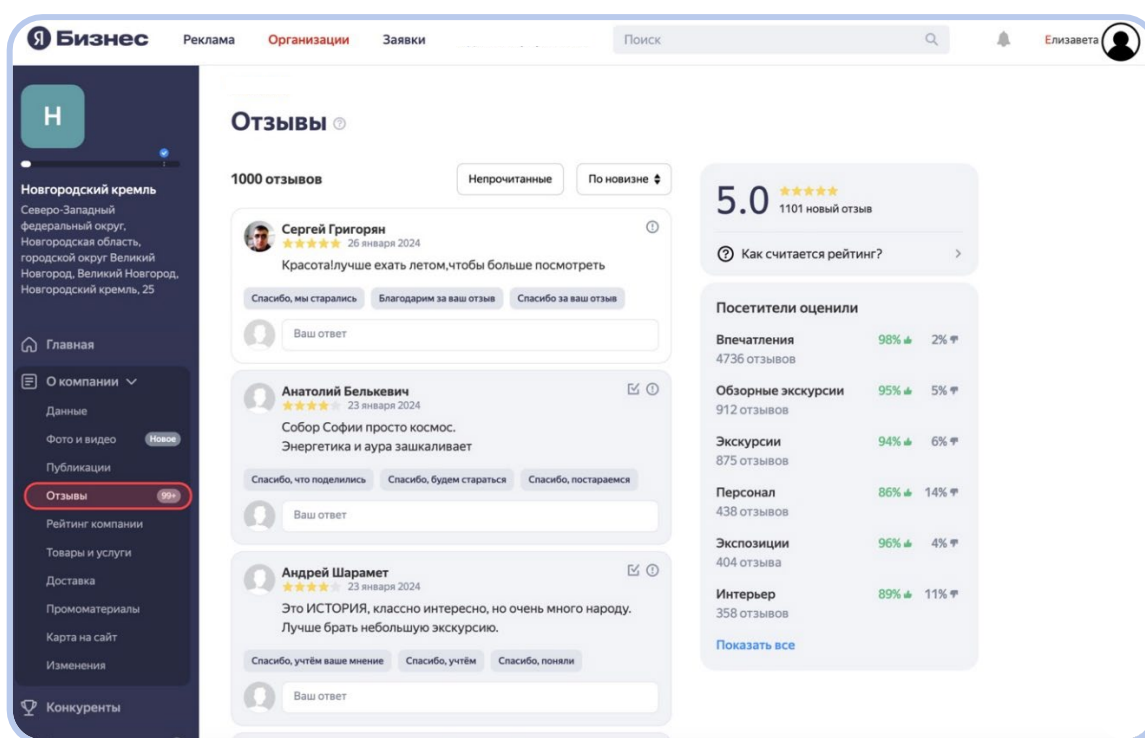 Я Бизнес
Реклама
Организации
Заявки
Поиск
Елизавета
Н
Новгородский кремль
Северо-Западный
федеральный округ,
Новгородская область,
городской округ Великий
Новгород, Великий Новгород,
Новгородский кремль, 25
Главная
О компании
Данные
Фото и видео Новое
Публикации
Отзывы 99+
Рейтинг компании
Товары и услуги
Доставка
Промоматериалы
Карта на сайт
Изменения
Конкуренты
Отзывы ?
1000 отзывов
Непрочитанные
По новизне
Сергей Григорян
26 января 2024
Красота!лучше ехать летом,чтобы больше посмотреть
Спасибо, мы старались
Благодарим за ваш отзыв
Спасибо за ваш отзыв
Ваш ответ
Анатолий Белькевич
23 января 2024
Собор Софии просто космос.
Энергетика и аура зашкаливает
Спасибо, что поделились
Спасибо, будем стараться
Спасибо, постараемся
Ваш ответ
Андрей Шарамет
23 января 2024
Это ИСТОРИЯ, классно интересно, но очень много народу.
Лучше брать небольшую экскурсию.
Спасибо, учтём ваше мнение
Спасибо, учтём
Спасибо, поняли
Ваш ответ
5.0
1101 новый отзыв
? Как считается рейтинг?
Посетители оценили
Впечатления 98% 2%
4736 отзывов
Обзорные экскурсии 95% 5%
912 отзывов
Экскурсии 94% 6%
875 отзывов
Персонал 86% 14%
438 отзывов
Экспозиции 96% 4%
404 отзыва
Интерьер 89% 11%
358 отзывов
Показать все